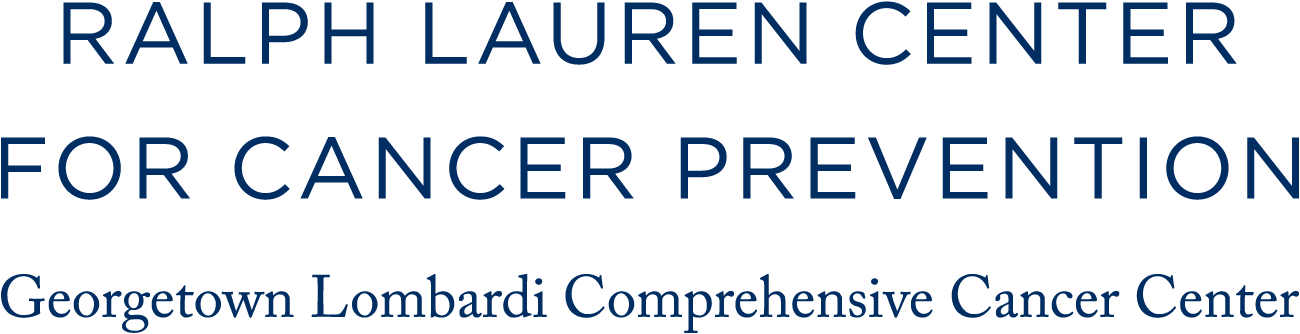 RALPH LAUREN CENTER
FOR CANCER PREVENTION
Georgetown Lombardi Comprehensive Cancer Center